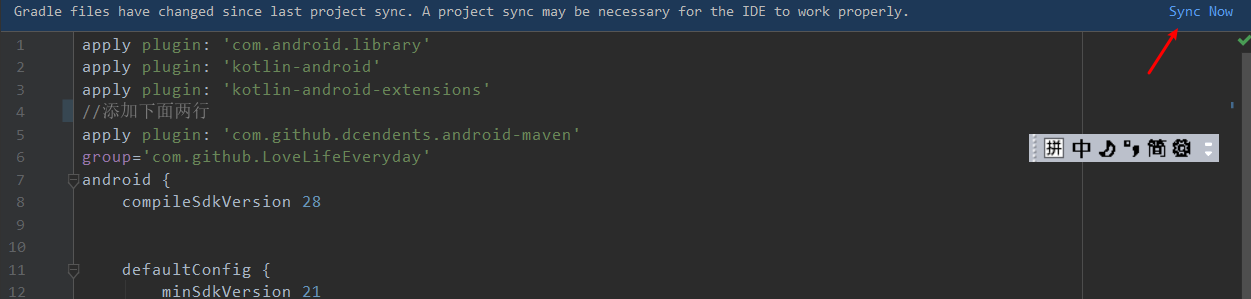 Gradle files have changed since last project sync. A project sync may be necessary for the IDE to work properly. Sync Now
1 apply plugin: 'com.android.library'
2 apply plugin: 'kotlin-android'
3 apply plugin: 'kotlin-android-extensions'
4 //添加下面两行
5 apply plugin: 'com.github.dcendents.android-maven'
6 group='com.github.LoveLifeEveryday'
拼 中 简
7 android {
8 compileSdkVersion 28
9
10
11 defaultConfig {
12 minSdkVersion 21